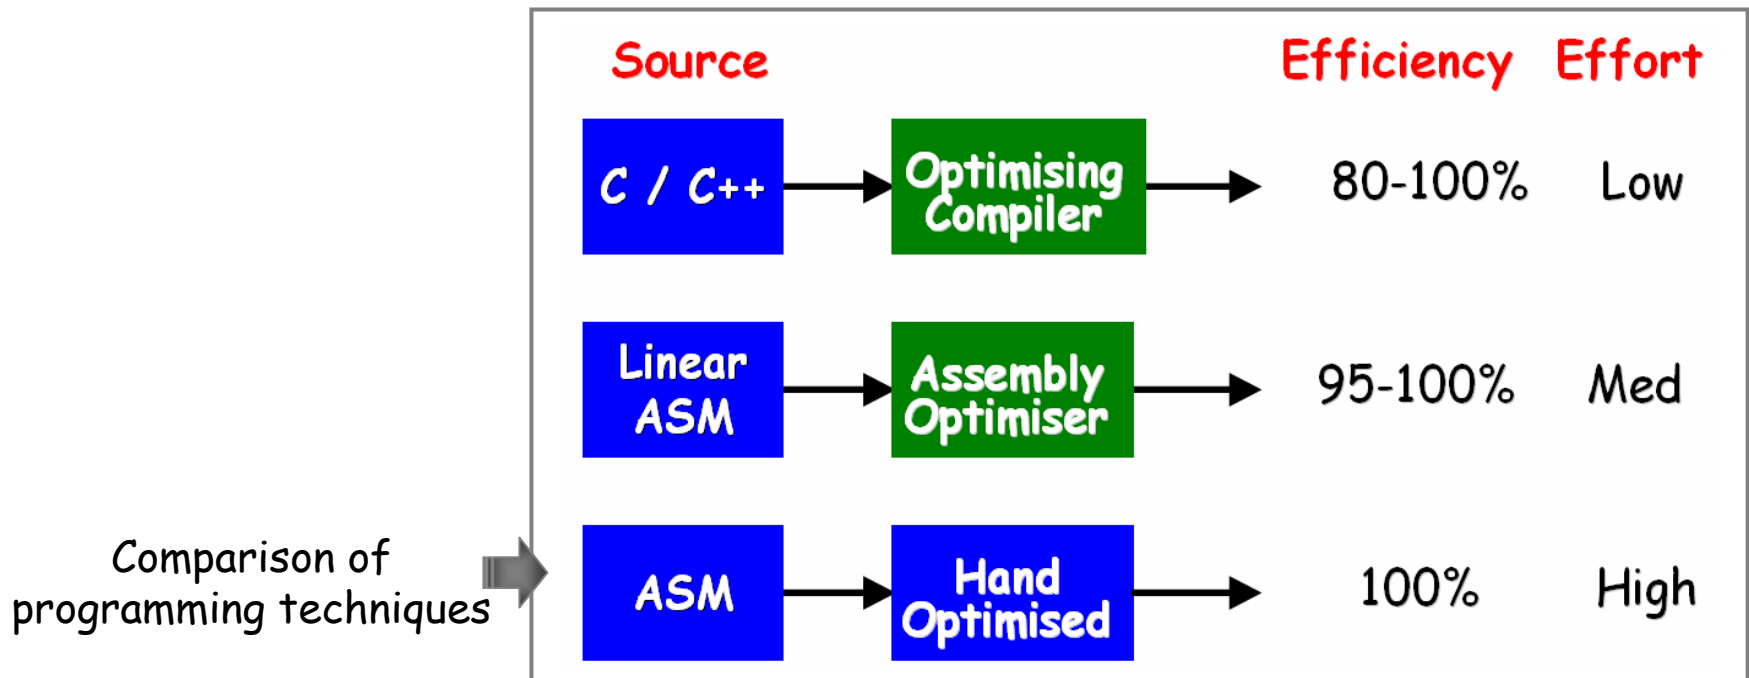 Source Efficiency Effort
C / C++
Optimising
Compiler
80-100% Low
Linear
ASM
Assembly
Optimiser
95-100% Med
Comparison of
programming techniques
ASM
Hand
Optimised
100% High